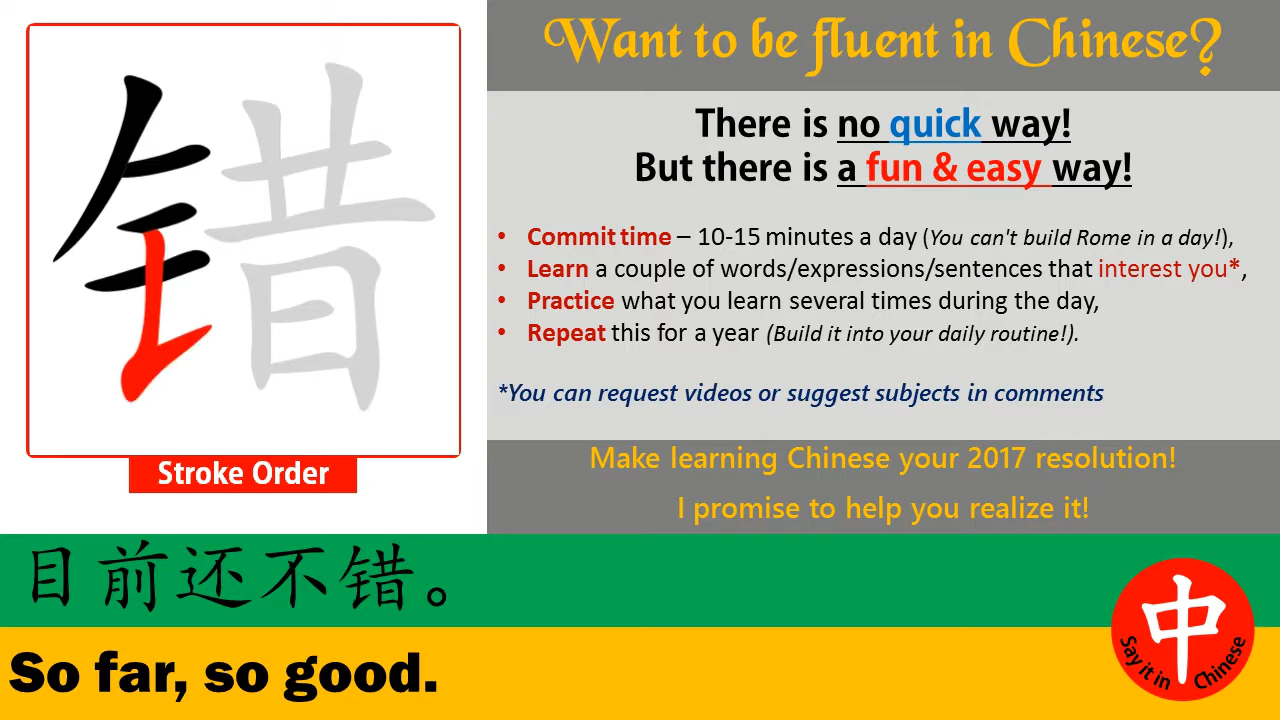 错
Stroke Order
Want to be fluent in Chinese?
There is no quick way!
But there is a fun & easy way!
• Commit time – 10-15 minutes a day (You can't build Rome in a day!),
• Learn a couple of words/expressions/sentences that interest you*,
• Practice what you learn several times during the day,
• Repeat this for a year (Build it into your daily routine!).
*You can request videos or suggest subjects in comments
Make learning Chinese your 2017 resolution!
I promise to help you realize it!
目前还不错。
So far, so good.
中
Say it in Chinese